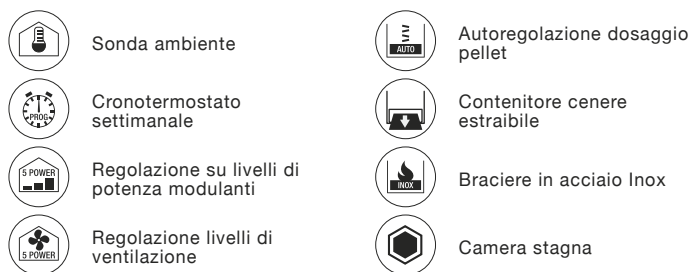 Sonda ambiente
PROG.
Cronotermostato
settimanale
5 POWER
Regolazione su livelli di
potenza modulanti
5 POWER
Regolazione livelli di
ventilazione
AUTO
Autoregolazione dosaggio
pellet
Contenitore cenere
estraibile
INOX
Braciere in acciaio Inox
Camera stagna